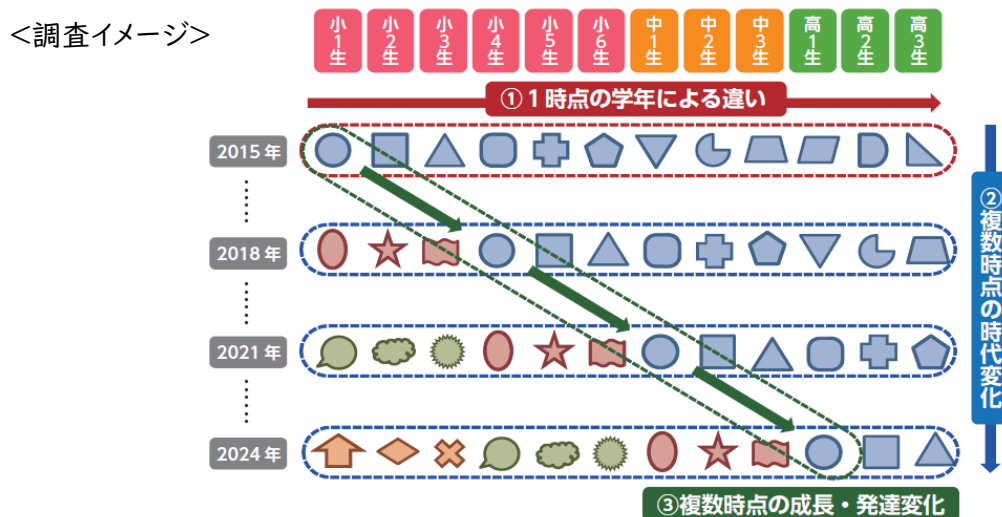 <調査イメージ>
小1生 小2生 小3生 小4生 小5生 小6生 中1生 中2生 中3生 高1生 高2生 高3生
①1時点の学年による違い
2015年
2018年
2021年
2024年
②複数時点の時代変化
③複数時点の成長・発達変化